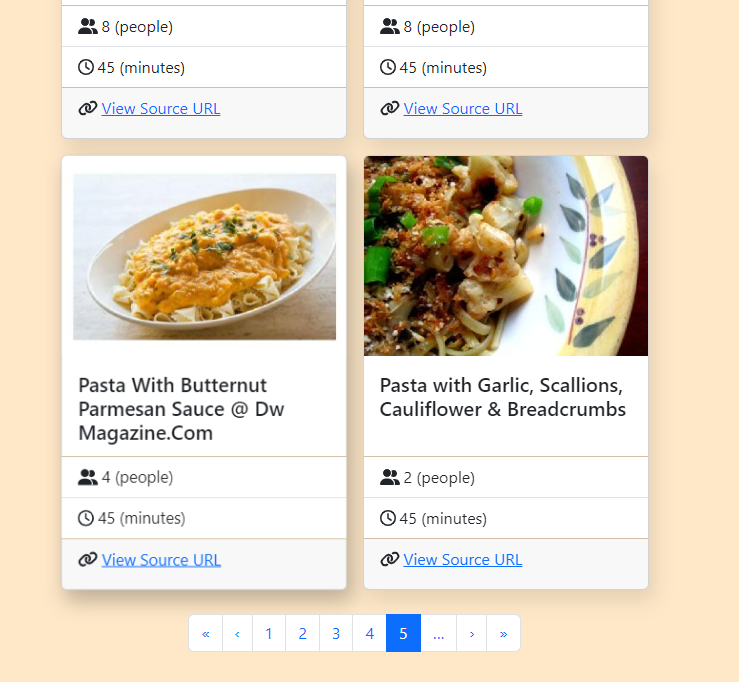 8 (people)
8 (people)
45 (minutes)
45 (minutes)
View Source URL
View Source URL
Pasta With Butternut
Parmesan Sauce @ Dw
Magazine.Com
Pasta with Garlic, Scallions,
Cauliflower & Breadcrumbs
4 (people)
2 (people)
45 (minutes)
45 (minutes)
View Source URL
View Source URL
« ‹ 1 2 3 4 5 ... › »